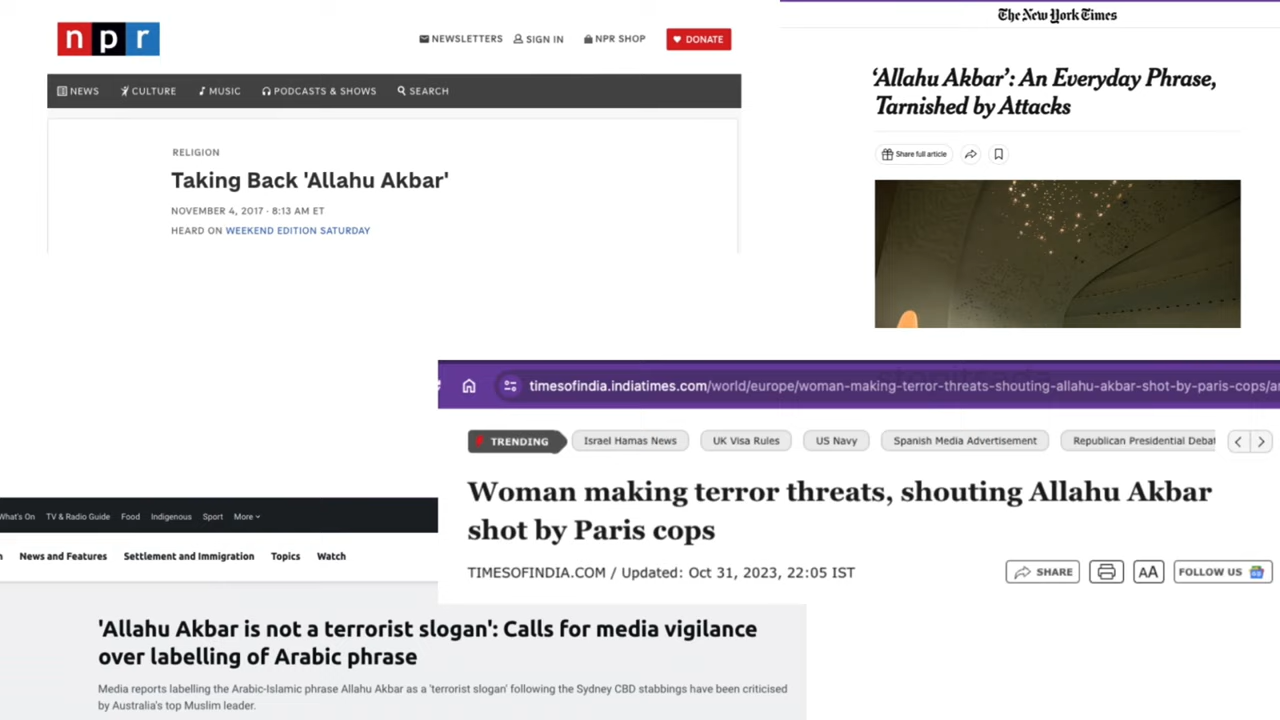 npr
NEWSLETTERS SIGN IN NPR SHOP DONATE
NEWS CULTURE MUSIC PODCASTS & SHOWS SEARCH
RELIGION
Taking Back 'Allahu Akbar'
NOVEMBER 4, 2017 · 8:13 AM ET
HEARD ON WEEKEND EDITION SATURDAY
The New York Times
‘Allahu Akbar’: An Everyday Phrase,
Tarnished by Attacks
Share full article
timesofindia.indiatimes.com/world/europe/woman-making-terror-threats-shouting-allahu-akbar-shot-by-paris-cops/ar
TRENDING Israel Hamas News UK Visa Rules US Navy Spanish Media Advertisement Republican Presidential Debat
Woman making terror threats, shouting Allahu Akbar
shot by Paris cops
TIMESOFINDIA.COM / Updated: Oct 31, 2023, 22:05 IST
SHARE AA FOLLOW US
What's On TV & Radio Guide Food Indigenous Sport More
News and Features Settlement and Immigration Topics Watch
'Allahu Akbar is not a terrorist slogan': Calls for media vigilance
over labelling of Arabic phrase
Media reports labelling the Arabic-Islamic phrase Allahu Akbar as a 'terrorist slogan' following the Sydney CBD stabbings have been criticised
by Australia's top Muslim leader.